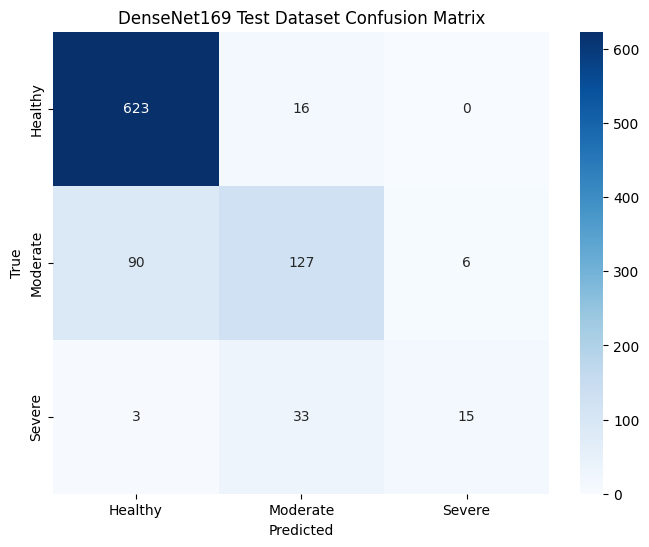 DenseNet169 Test Dataset Confusion Matrix
True
Healthy 623 16 0
Moderate 90 127 6
Severe 3 33 15
Healthy Moderate Severe
Predicted
600
500
400
300
200
100
0